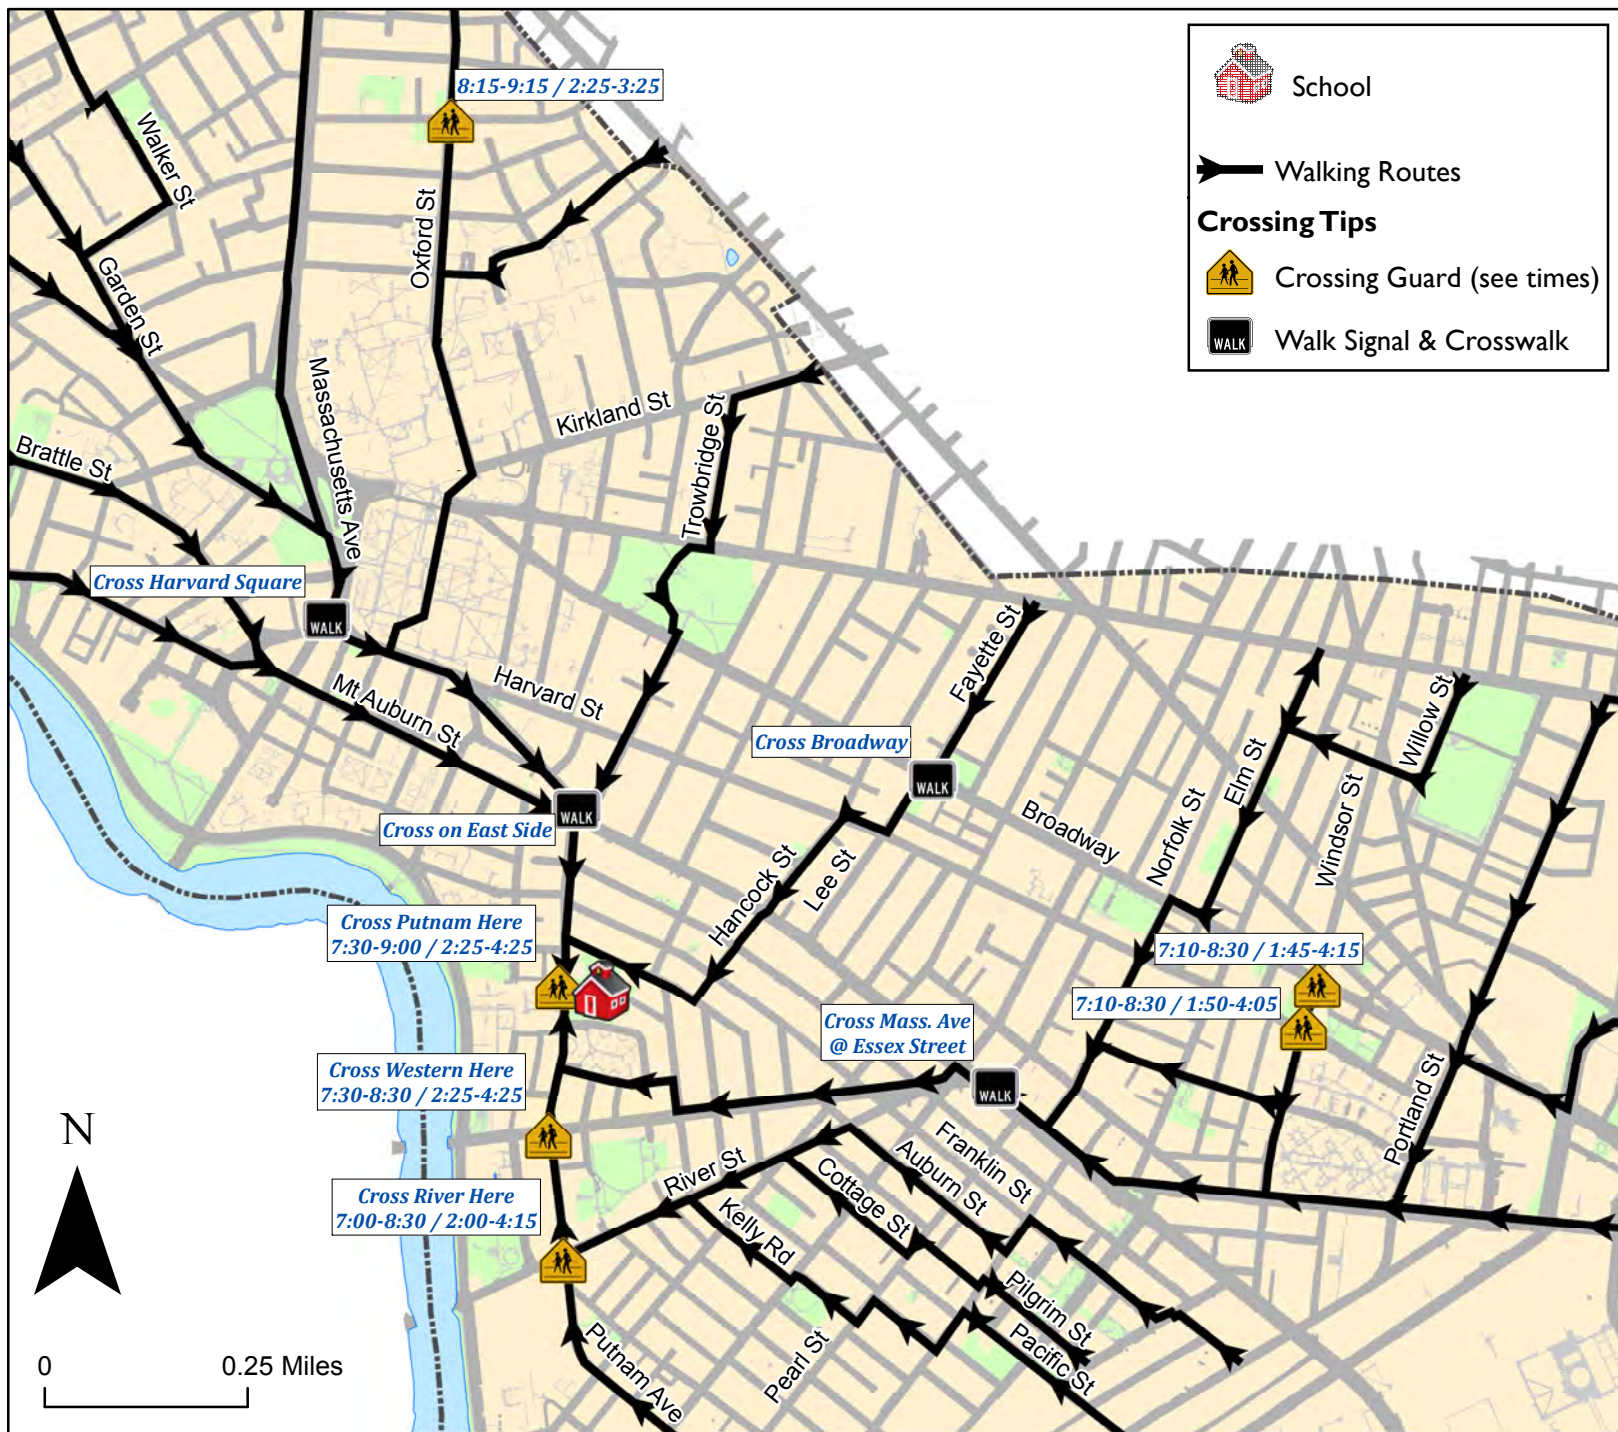 8:15-9:15 / 2:25-3:25
School
Walking Routes
Crossing Tips
Crossing Guard (see times)
WALK
Walk Signal & Crosswalk
Walker St
Oxford St
Garden St
Massachusetts Ave
Kirkland St
Trowbridge St
Brattle St
Cross Harvard Square
WALK
Harvard St
Mt Auburn St
Fayette St
Cross Broadway
WALK
Broadway
Norfolk St
Elm St
Windsor St
Willow St
WALK
Cross on East Side
Hancock St
Lee St
Cross Putnam Here
7:30-9:00 / 2:25-4:25
7:10-8:30 / 1:45-4:15
7:10-8:30 / 1:50-4:05
Cross Mass. Ave
@ Essex Street
WALK
Cross Western Here
7:30-8:30 / 2:25-4:25
Portland St
Franklin St
Auburn St
Cottage St
River St
Kelly Rd
Cross River Here
7:00-8:30 / 2:00-4:15
Pilgrim St
Pacific St
Pearl St
Putnam Ave
N
0
0.25 Miles